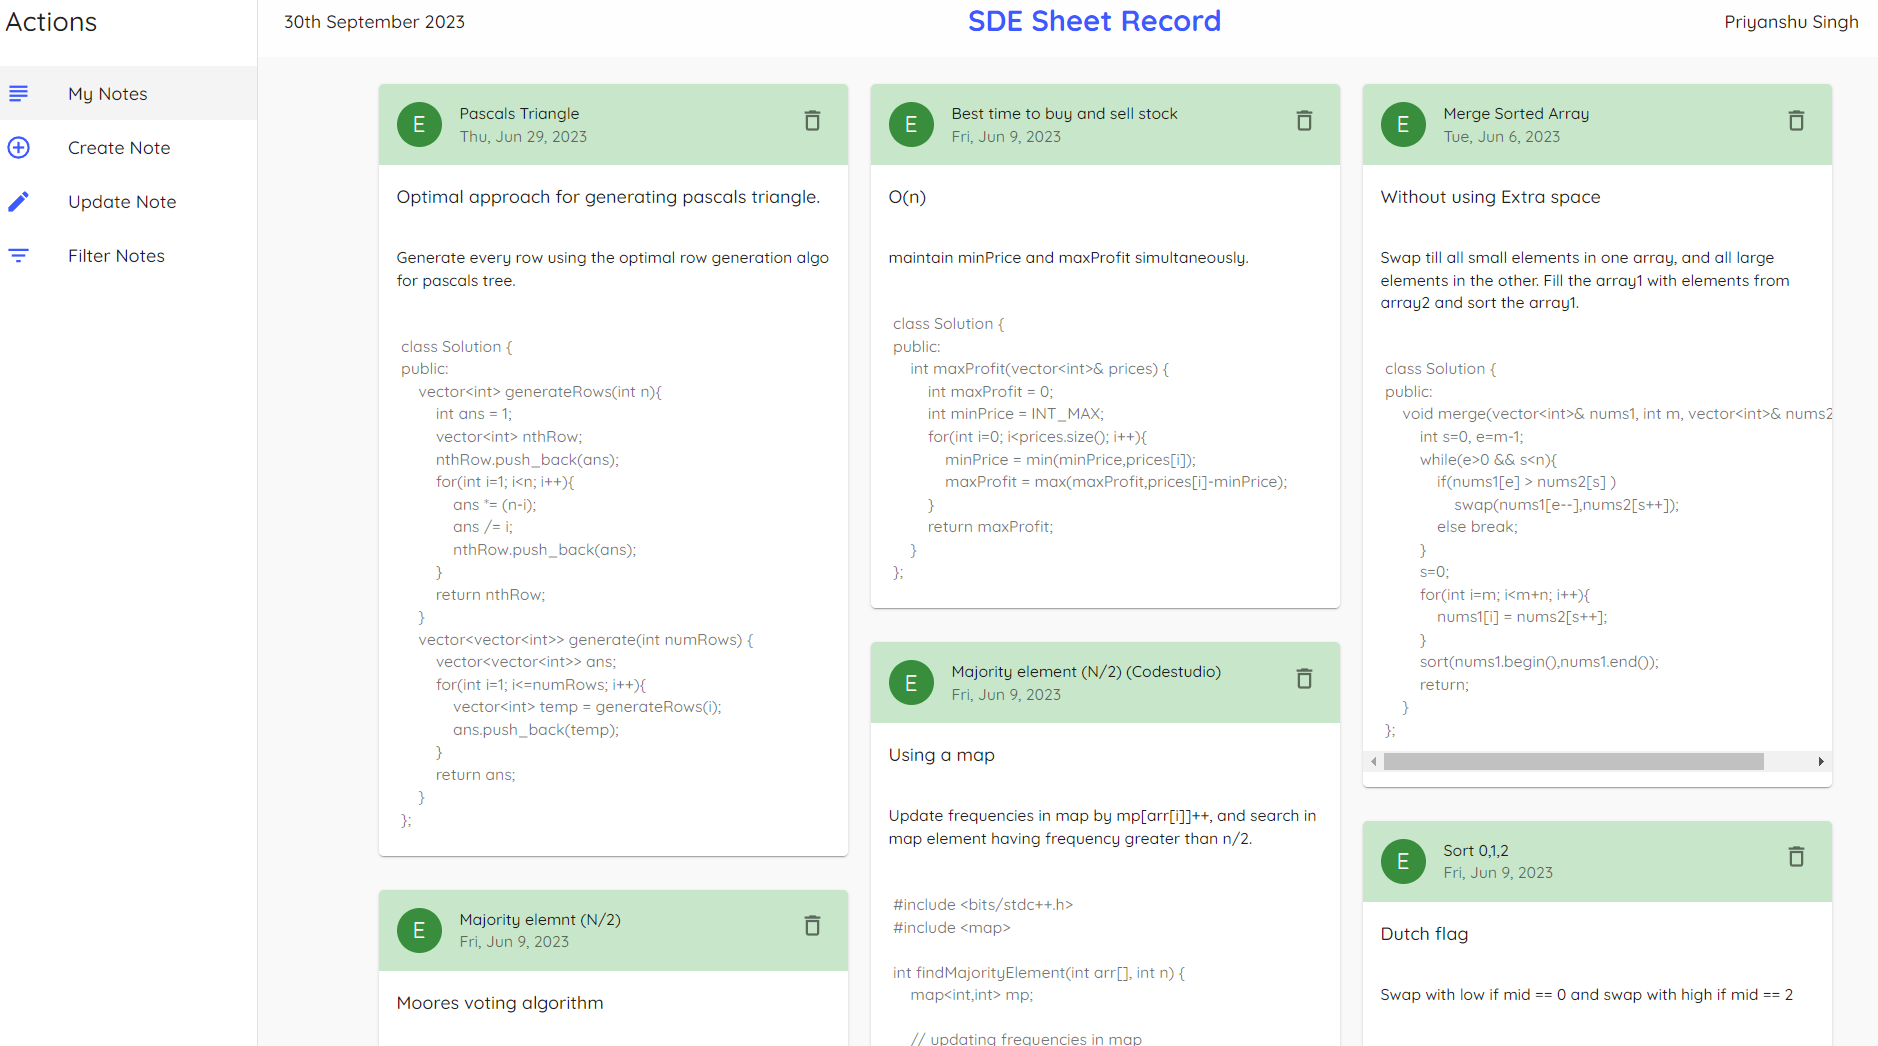 Actions
30th September 2023
SDE Sheet Record
Priyanshu Singh
My Notes
Create Note
Update Note
Filter Notes
E
Pascals Triangle
Thu, Jun 29, 2023
Optimal approach for generating pascals triangle.
Generate every row using the optimal row generation algo
for pascals tree.
class Solution {
public:
    vector<int> generateRows(int n){
        int ans = 1;
        vector<int> nthRow;
        nthRow.push_back(ans);
        for(int i=1; i<n; i++){
            ans *= (n-i);
            ans /= i;
            nthRow.push_back(ans);
        }
        return nthRow;
    }
    vector<vector<int>> generate(int numRows) {
        vector<vector<int>> ans;
        for(int i=1; i<=numRows; i++){
            vector<int> temp = generateRows(i);
            ans.push_back(temp);
        }
        return ans;
    }
};
E
Majority elemnt (N/2)
Fri, Jun 9, 2023
Moores voting algorithm
E
Best time to buy and sell stock
Fri, Jun 9, 2023
O(n)
maintain minPrice and maxProfit simultaneously.
class Solution {
public:
    int maxProfit(vector<int>& prices) {
        int maxProfit = 0;
        int minPrice = INT_MAX;
        for(int i=0; i<prices.size(); i++){
            minPrice = min(minPrice,prices[i]);
            maxProfit = max(maxProfit,prices[i]-minPrice);
        }
        return maxProfit;
    }
};
E
Majority element (N/2) (Codestudio)
Fri, Jun 9, 2023
Using a map
Update frequencies in map by mp[arr[i]]++, and search in
map element having frequency greater than n/2.
#include <bits/stdc++.h>
#include <map>
int findMajorityElement(int arr[], int n) {
    map<int,int> mp;
    // updating frequencies in map
E
Merge Sorted Array
Tue, Jun 6, 2023
Without using Extra space
Swap till all small elements in one array, and all large
elements in the other. Fill the array1 with elements from
array2 and sort the array1.
class Solution {
public:
    void merge(vector<int>& nums1, int m, vector<int>& nums2
        int s=0, e=m-1;
        while(e>0 && s<n){
            if(nums1[e] > nums2[s] )
                swap(nums1[e--],nums2[s++]);
            else break;
        }
        s=0;
        for(int i=m; i<m+n; i++){
            nums1[i] = nums2[s++];
        }
        sort(nums1.begin(),nums1.end());
        return;
    }
};
E
Sort 0,1,2
Fri, Jun 9, 2023
Dutch flag
Swap with low if mid == 0 and swap with high if mid == 2